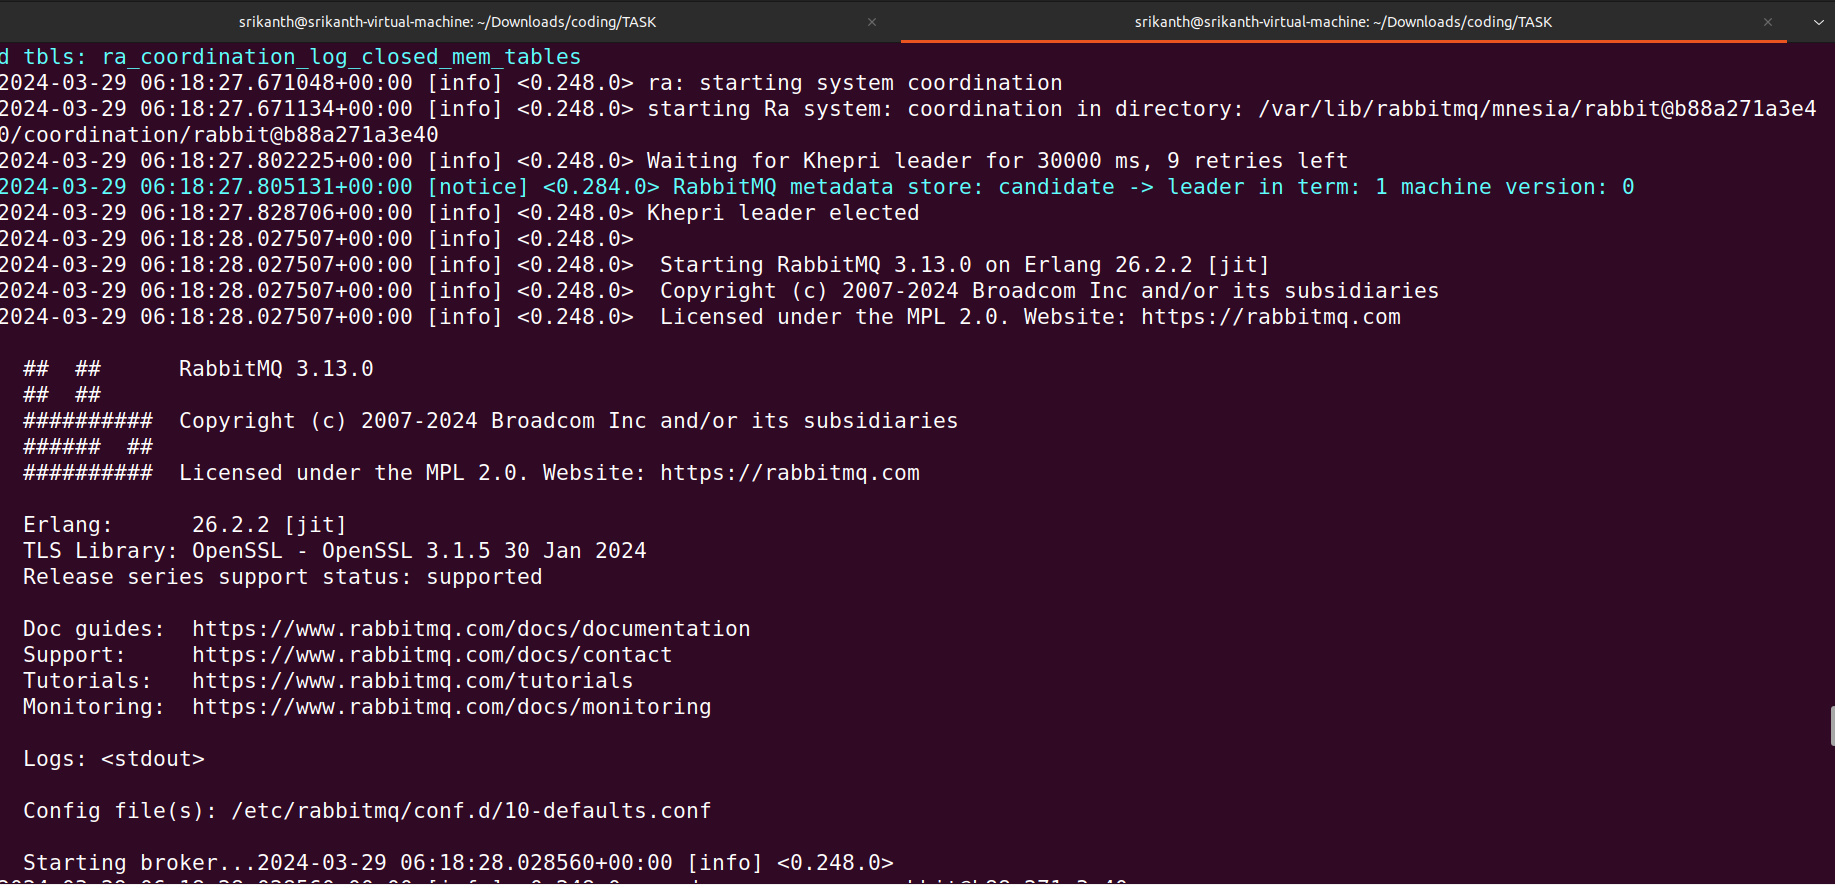 srikanth@srikanth-virtual-machine: ~/Downloads/coding/TASK
srikanth@srikanth-virtual-machine: ~/Downloads/coding/TASK
d tbls: ra_coordination_log_closed_mem_tables
2024-03-29 06:18:27.671048+00:00 [info] <0.248.0> ra: starting system coordination
2024-03-29 06:18:27.671134+00:00 [info] <0.248.0> starting Ra system: coordination in directory: /var/lib/rabbitmq/mnesia/rabbit@b88a271a3e4
0/coordination/rabbit@b88a271a3e40
2024-03-29 06:18:27.802225+00:00 [info] <0.248.0> Waiting for Khepri leader for 30000 ms, 9 retries left
2024-03-29 06:18:27.805131+00:00 [notice] <0.284.0> RabbitMQ metadata store: candidate -> leader in term: 1 machine version: 0
2024-03-29 06:18:27.828706+00:00 [info] <0.248.0> Khepri leader elected
2024-03-29 06:18:28.027507+00:00 [info] <0.248.0>
2024-03-29 06:18:28.027507+00:00 [info] <0.248.0>  Starting RabbitMQ 3.13.0 on Erlang 26.2.2 [jit]
2024-03-29 06:18:28.027507+00:00 [info] <0.248.0>  Copyright (c) 2007-2024 Broadcom Inc and/or its subsidiaries
2024-03-29 06:18:28.027507+00:00 [info] <0.248.0>  Licensed under the MPL 2.0. Website: https://rabbitmq.com
##  ##      RabbitMQ 3.13.0
##  ##
##########  Copyright (c) 2007-2024 Broadcom Inc and/or its subsidiaries
######  ##
##########  Licensed under the MPL 2.0. Website: https://rabbitmq.com
Erlang:      26.2.2 [jit]
TLS Library: OpenSSL - OpenSSL 3.1.5 30 Jan 2024
Release series support status: supported
Doc guides:  https://www.rabbitmq.com/docs/documentation
Support:     https://www.rabbitmq.com/docs/contact
Tutorials:   https://www.rabbitmq.com/tutorials
Monitoring:  https://www.rabbitmq.com/docs/monitoring
Logs: <stdout>
Config file(s): /etc/rabbitmq/conf.d/10-defaults.conf
Starting broker...2024-03-29 06:18:28.028560+00:00 [info] <0.248.0>